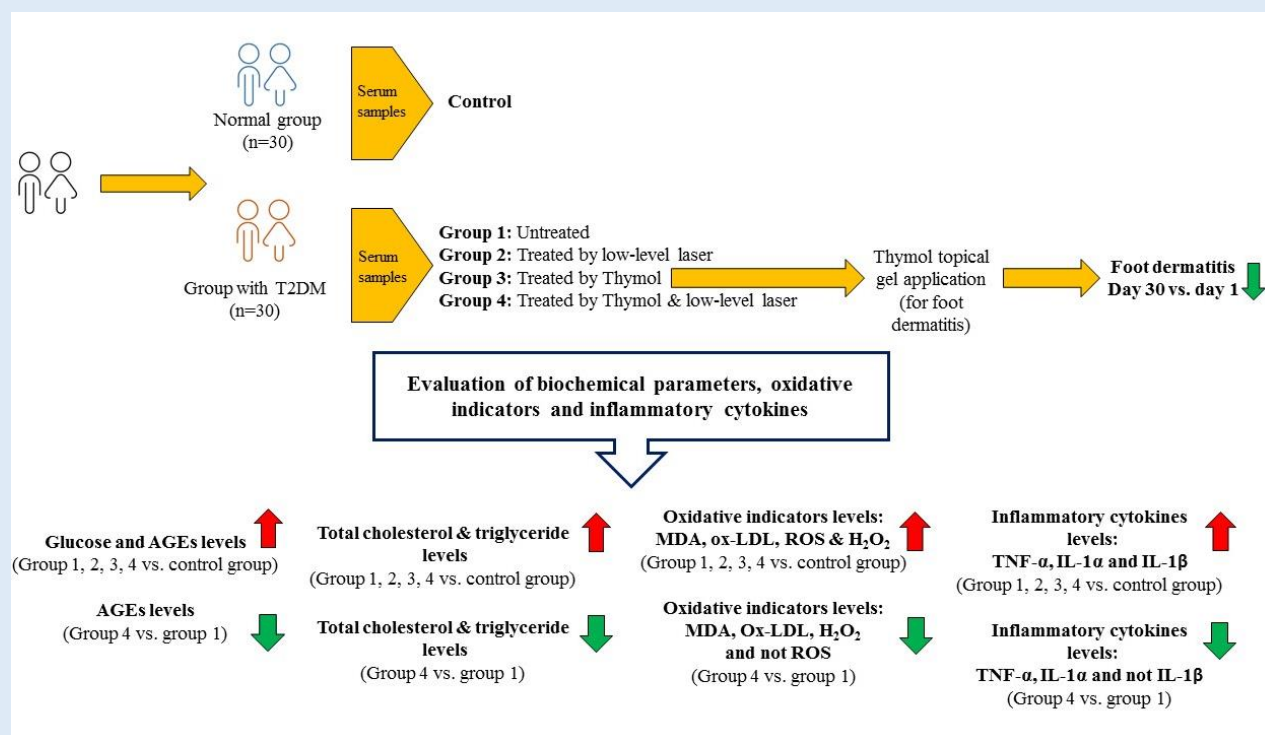 Normal group
(n=30)
Serum
samples
Control
Group with T2DM
(n=30)
Serum
samples
Group 1: Untreated
Group 2: Treated by low-level laser
Group 3: Treated by Thymol
Group 4: Treated by Thymol & low-level laser
Thymol topical
gel application
(for foot
dermatitis)
Foot dermatitis
Day 30 vs. day 1
Evaluation of biochemical parameters, oxidative
indicators and inflammatory cytokines
Glucose and AGEs levels
(Group 1, 2, 3, 4 vs. control group)
Total cholesterol & triglyceride
levels
(Group 1, 2, 3, 4 vs. control group)
Oxidative indicators levels:
MDA, ox-LDL, ROS & H₂O₂
(Group 1, 2, 3, 4 vs. control group)
Inflammatory cytokines
levels:
TNF-α, IL-1α and IL-1β
(Group 1, 2, 3, 4 vs. control group)
AGEs levels
(Group 4 vs. group 1)
Total cholesterol & triglyceride
levels
(Group 4 vs. group 1)
Oxidative indicators levels:
MDA, Ox-LDL, H₂O₂
and not ROS
(Group 4 vs. group 1)
Inflammatory cytokines
levels:
TNF-α, IL-1α and not IL-1β
(Group 4 vs. group 1)